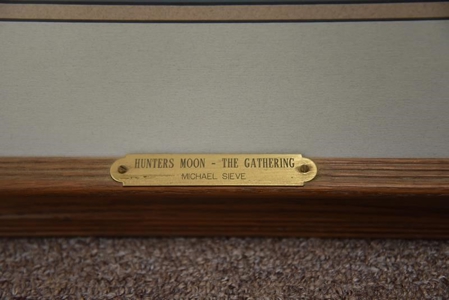 HUNTERS MOON - THE GATHERING
MICHAEL SIEVE